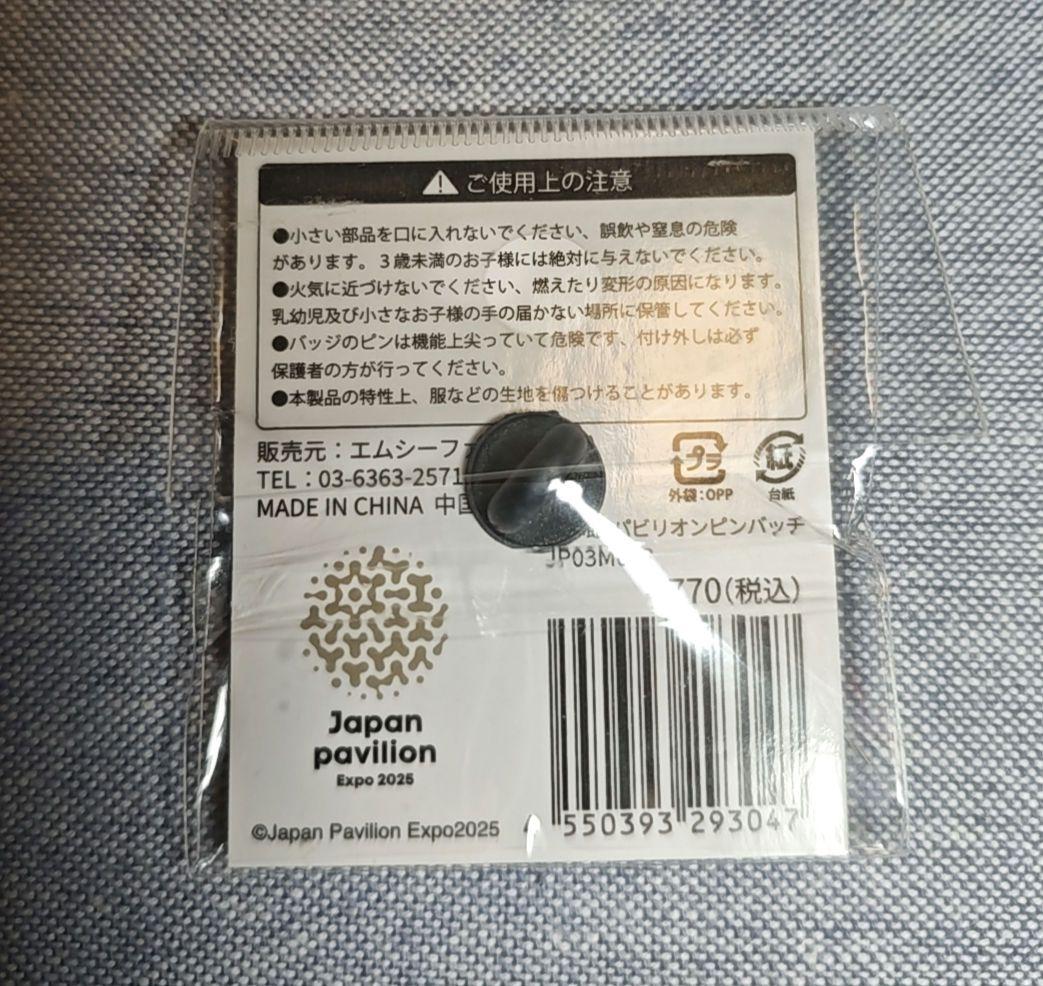 ご使用上の注意
●小さい部品を口に入れないでください、誤飲や窒息の危険
があります。3歳未満のお子様には絶対に与えないでください。
●火気に近づけないでください、燃えたり変形の原因になります。
乳幼児及び小さなお子様の手の届かない場所に保管してください。
●バッジのピンは機能上尖っていて危険です、付け外しは必ず
保護者の方が行ってください。
●本製品の特性上、服などの生地を傷つけることがあります。
販売元：エムシーファ
TEL：03-6363-2571
MADE IN CHINA 中国
プラ
外袋：OPP
紙
台紙
パビリオンピンバッチ
JP03M
770(税込)
Japan
pavilion
Expo 2025
©Japan Pavilion Expo2025
4 550393 293047